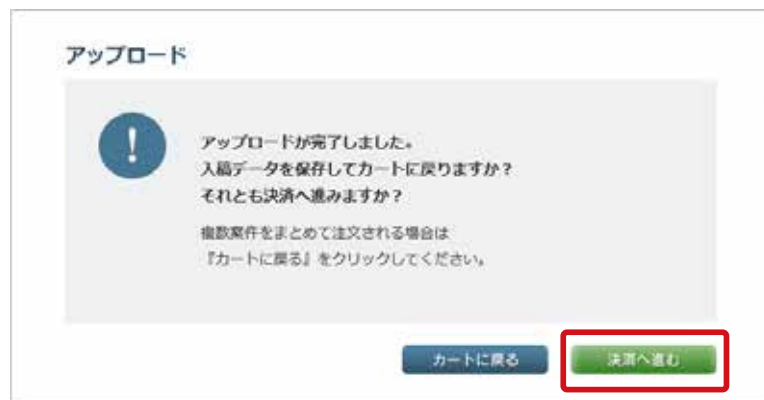 アップロード
アップロードが完了しました。
入稿データを保存してカートに戻りますか？
それとも決済へ進みますか？
複数案件をまとめて注文される場合は
『カートに戻る』をクリックしてください。
カートに戻る
決済へ進む